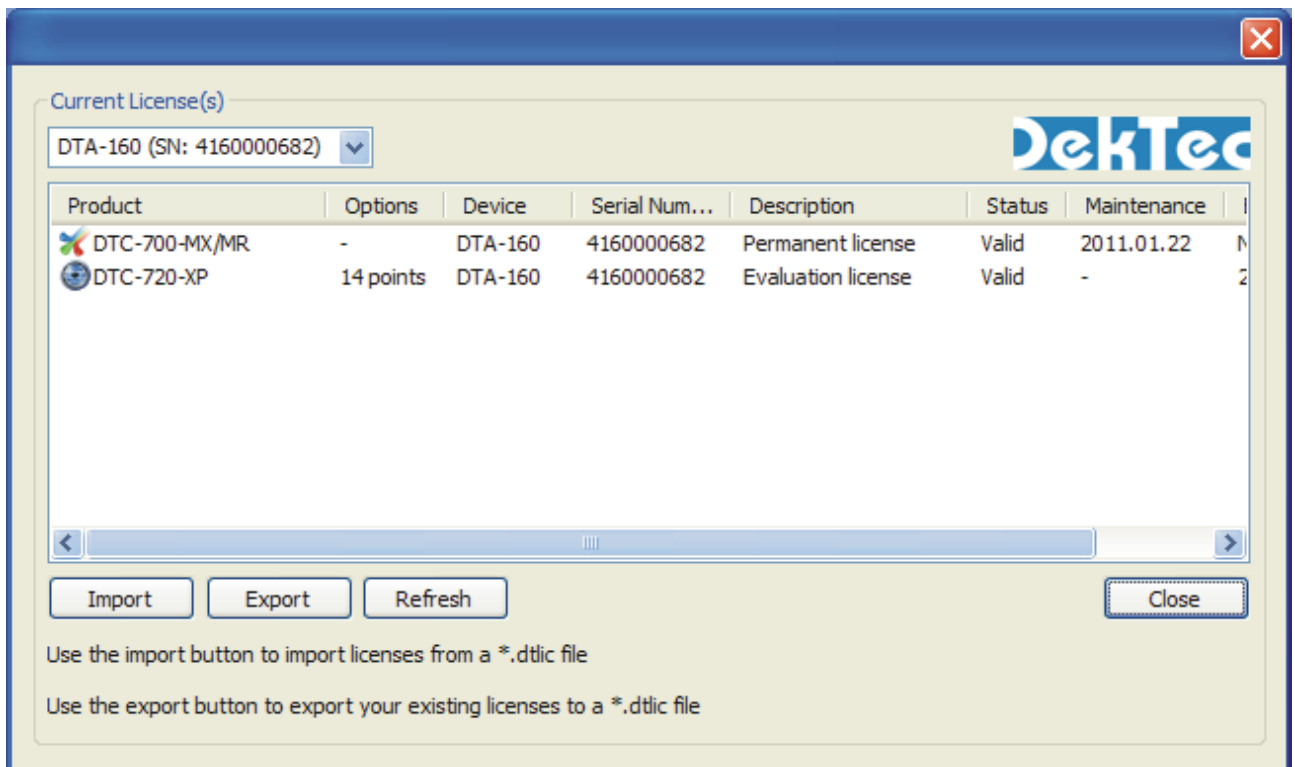 Current License(s)
DTA-160 (SN: 4160000682)
DekTec
Product Options Device Serial Num... Description Status Maintenance
DTC-700-MX/MR - DTA-160 4160000682 Permanent license Valid 2011.01.22 N
DTC-720-XP 14 points DTA-160 4160000682 Evaluation license Valid - 2
Import Export Refresh Close
Use the import button to import licenses from a *.dtlic file
Use the export button to export your existing licenses to a *.dtlic file